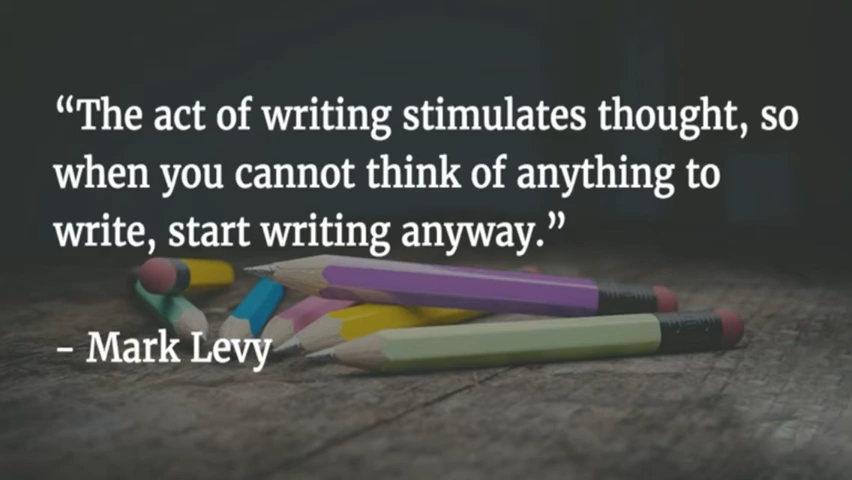 “The act of writing stimulates thought, so
when you cannot think of anything to
write, start writing anyway.”
– Mark Levy